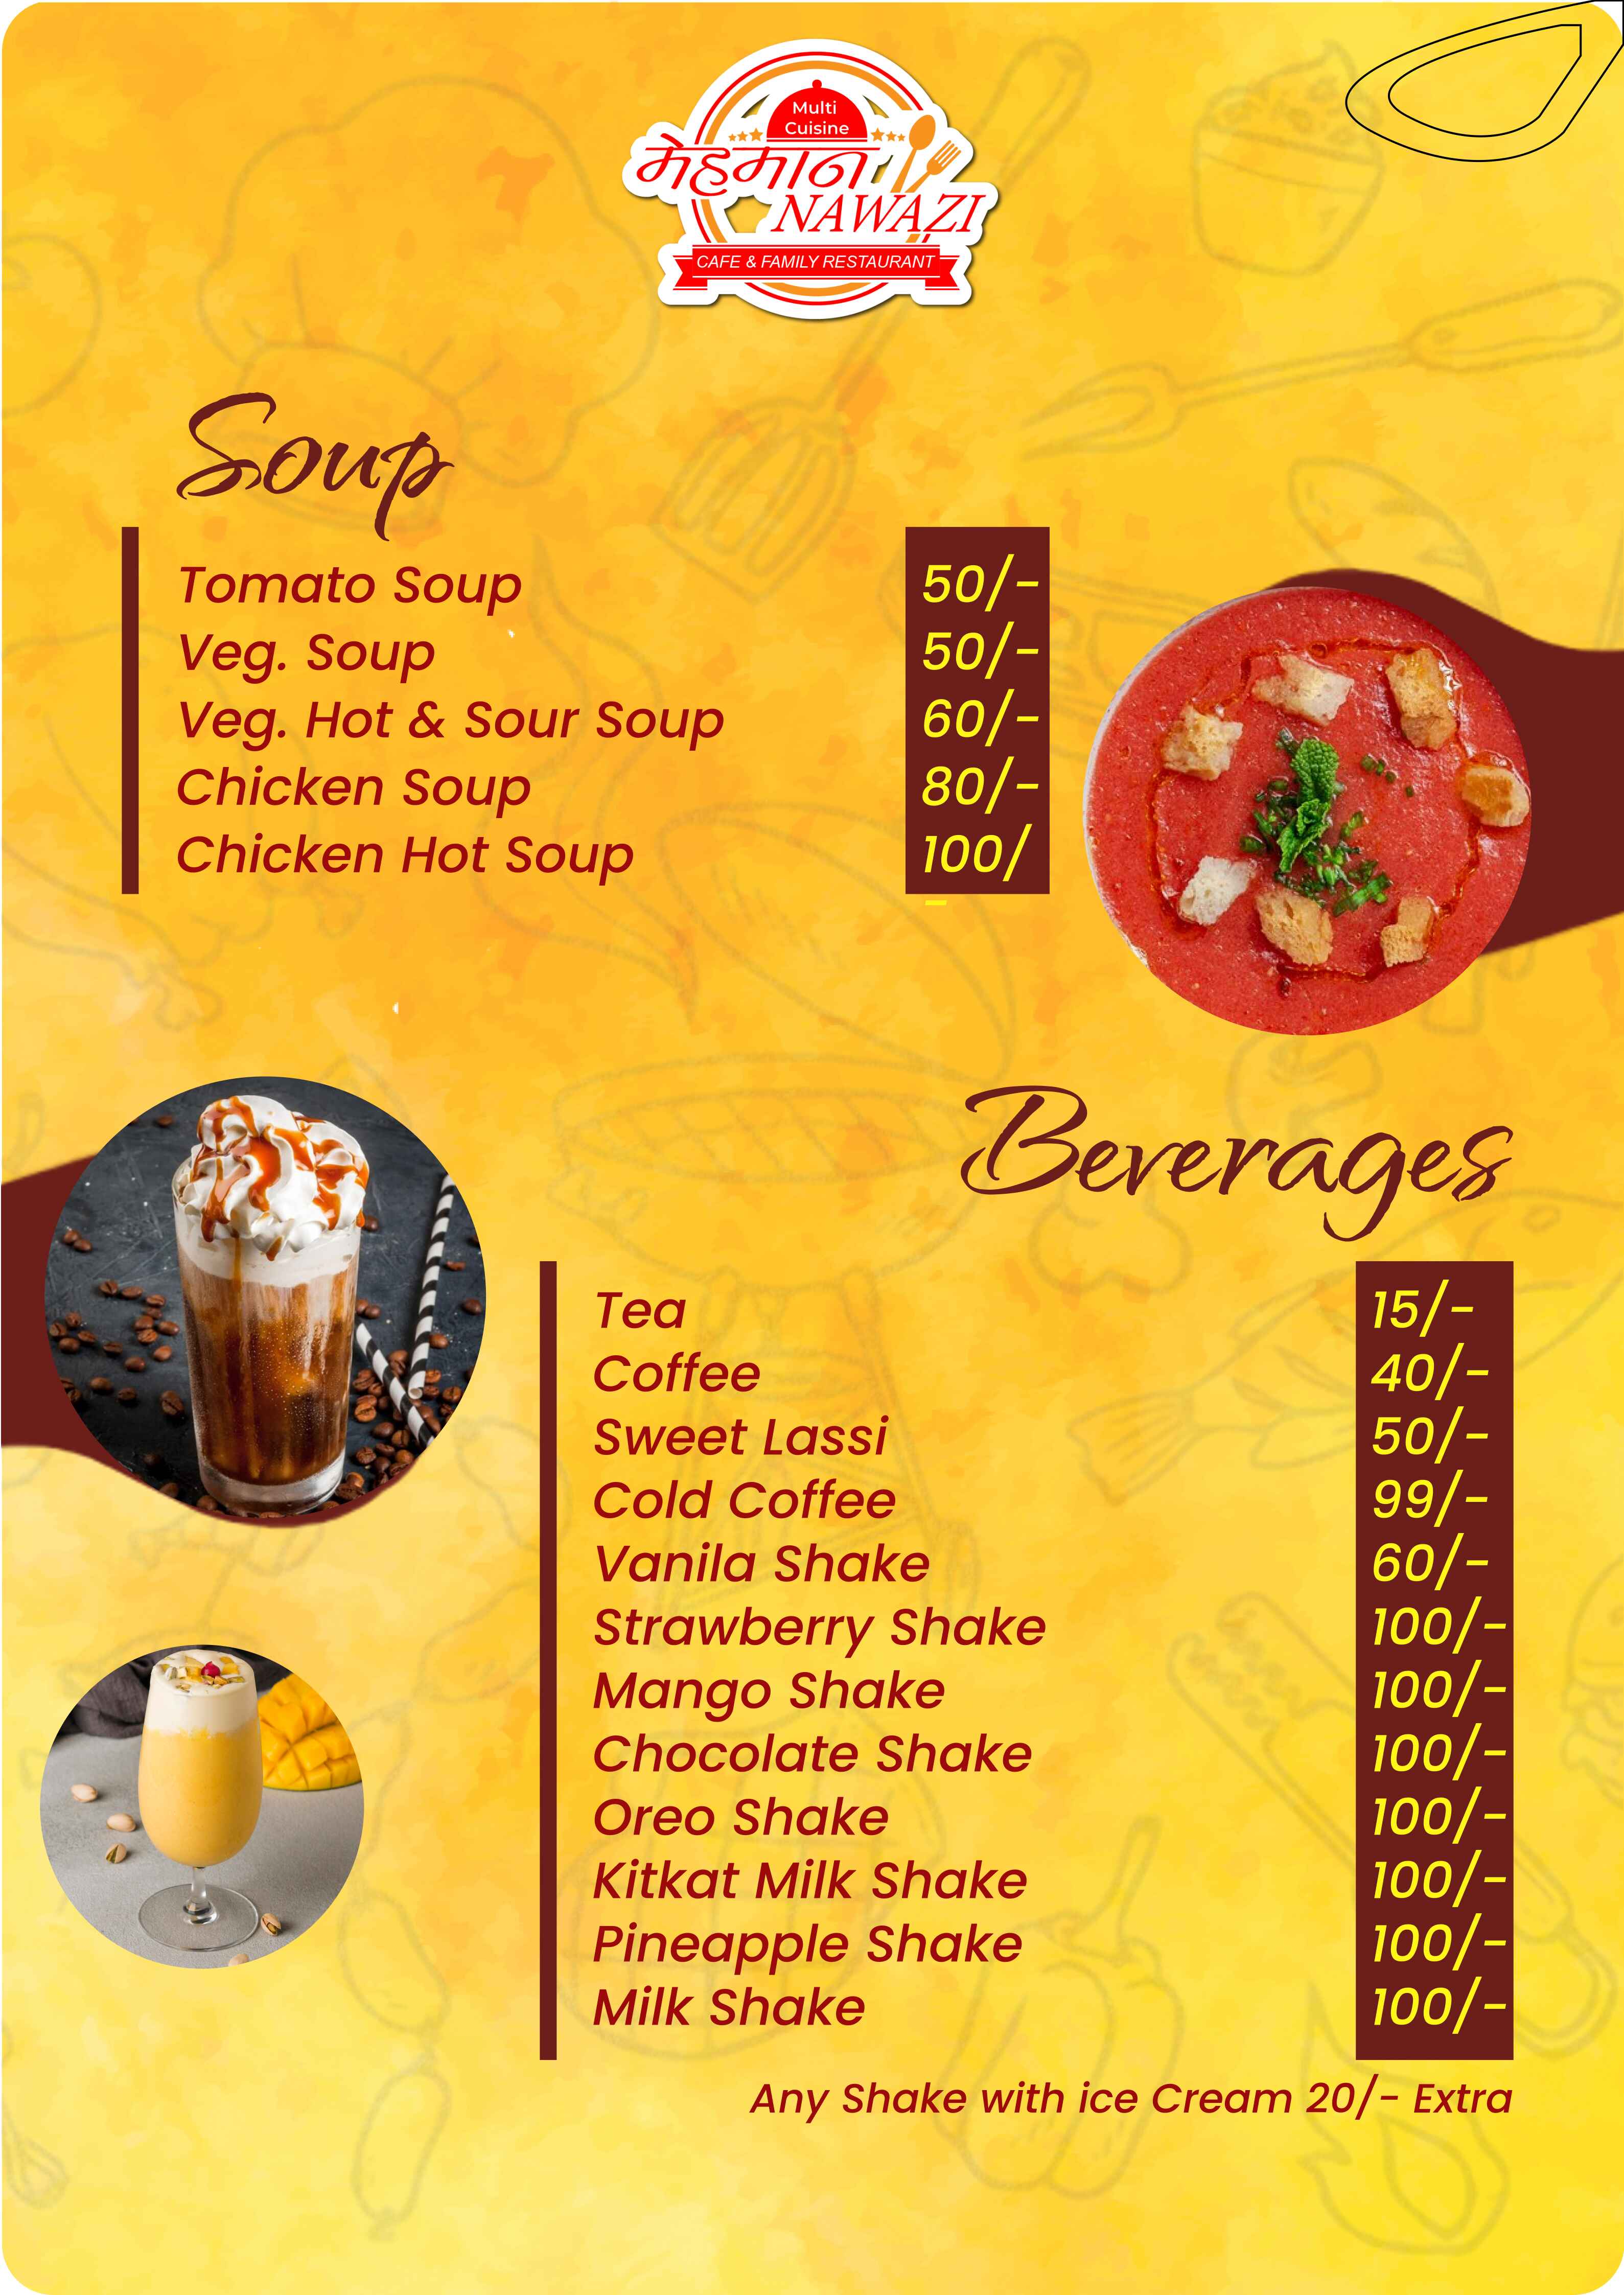 Multi
Cuisine
मेहमान
NAWAZI
CAFE & FAMILY RESTAURANT
Soup
Tomato Soup 50/-
Veg. Soup 50/-
Veg. Hot & Sour Soup 60/-
Chicken Soup 80/-
Chicken Hot Soup 100/
-
Beverages
Tea 15/-
Coffee 40/-
Sweet Lassi 50/-
Cold Coffee 99/-
Vanila Shake 60/-
Strawberry Shake 100/-
Mango Shake 100/-
Chocolate Shake 100/-
Oreo Shake 100/-
Kitkat Milk Shake 100/-
Pineapple Shake 100/-
Milk Shake 100/-
Any Shake with ice Cream 20/- Extra